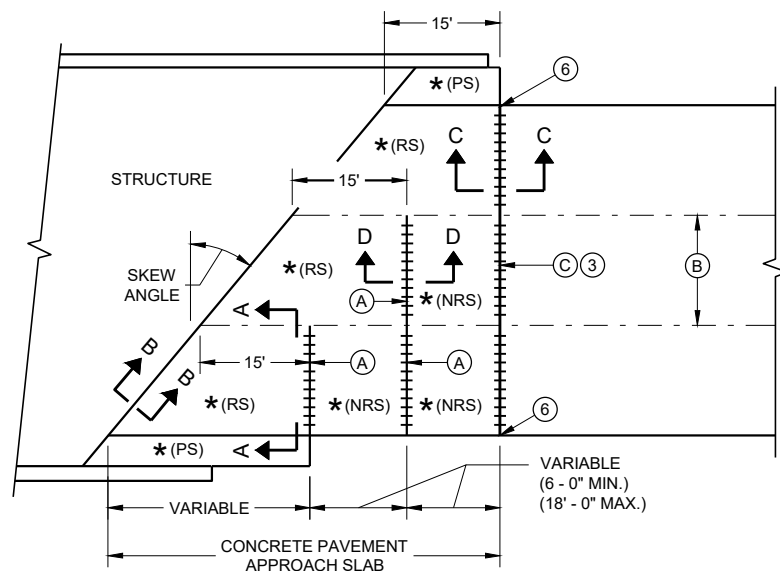 15'
6
* (PS)
* (RS)
C
C
STRUCTURE
15'
D
D
SKEW
ANGLE
* (RS)
A
* (NRS)
C 3
B
A
B
B
15'
A
A
* (RS)
* (NRS)
* (NRS)
6
A
* (PS)
VARIABLE
VARIABLE
(6 - 0" MIN.)
(18' - 0" MAX.)
CONCRETE PAVEMENT
APPROACH SLAB